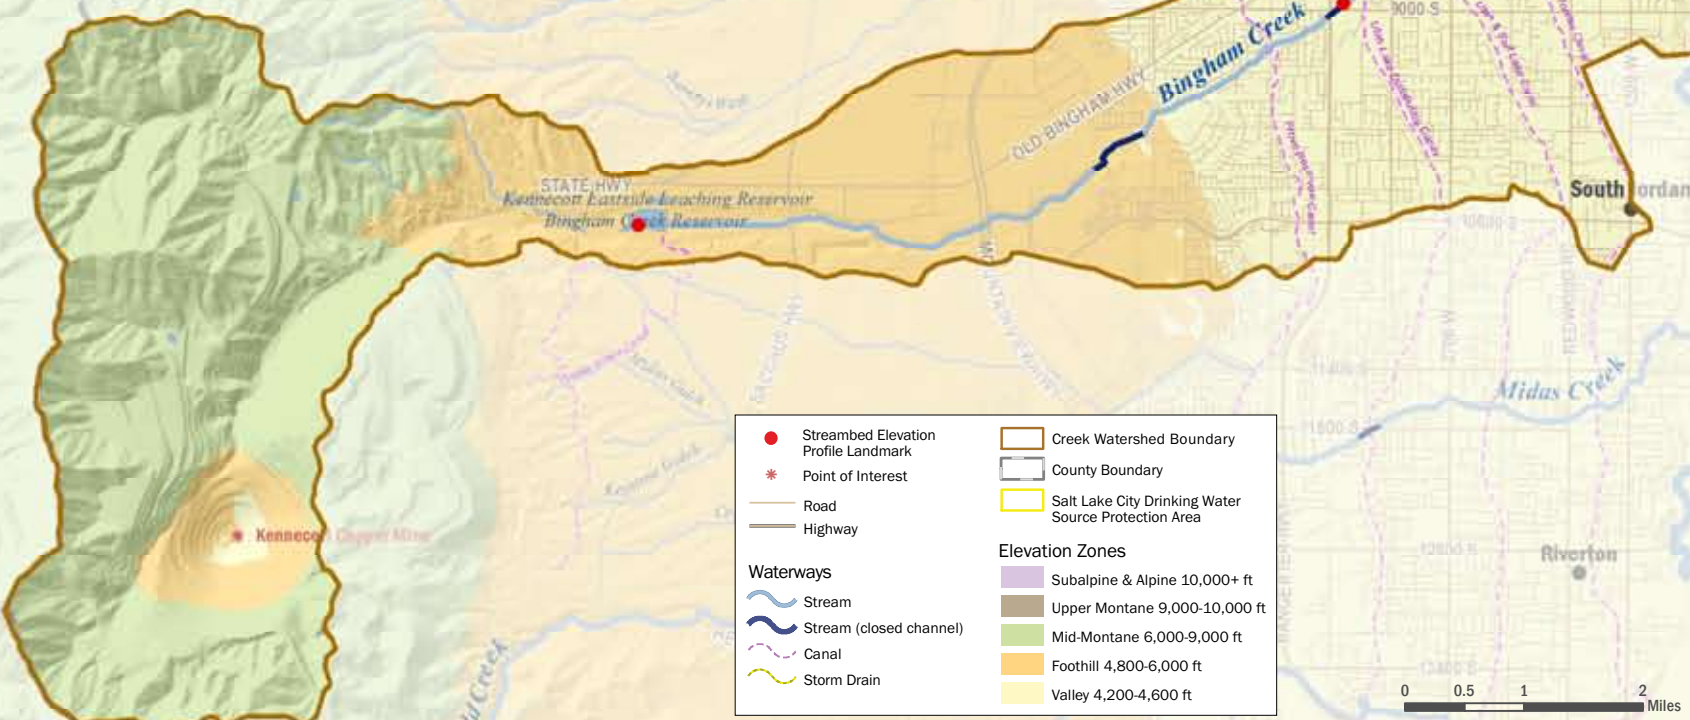 9000 S
Bingham Creek
OLD BINGHAM HWY
STATE HWY
Kennecott Eastside Leaching Reservoir
Bingham Creek Reservoir
South Jordan
10600 S
11400 S
Midas Creek
Kennecott Copper Mine
Riverton
Streambed Elevation
Profile Landmark
Point of Interest
Road
Highway
Waterways
Stream
Stream (closed channel)
Canal
Storm Drain
Creek Watershed Boundary
County Boundary
Salt Lake City Drinking Water
Source Protection Area
Elevation Zones
Subalpine & Alpine 10,000+ ft
Upper Montane 9,000-10,000 ft
Mid-Montane 6,000-9,000 ft
Foothill 4,800-6,000 ft
Valley 4,200-4,600 ft
0 0.5 1 2
Miles